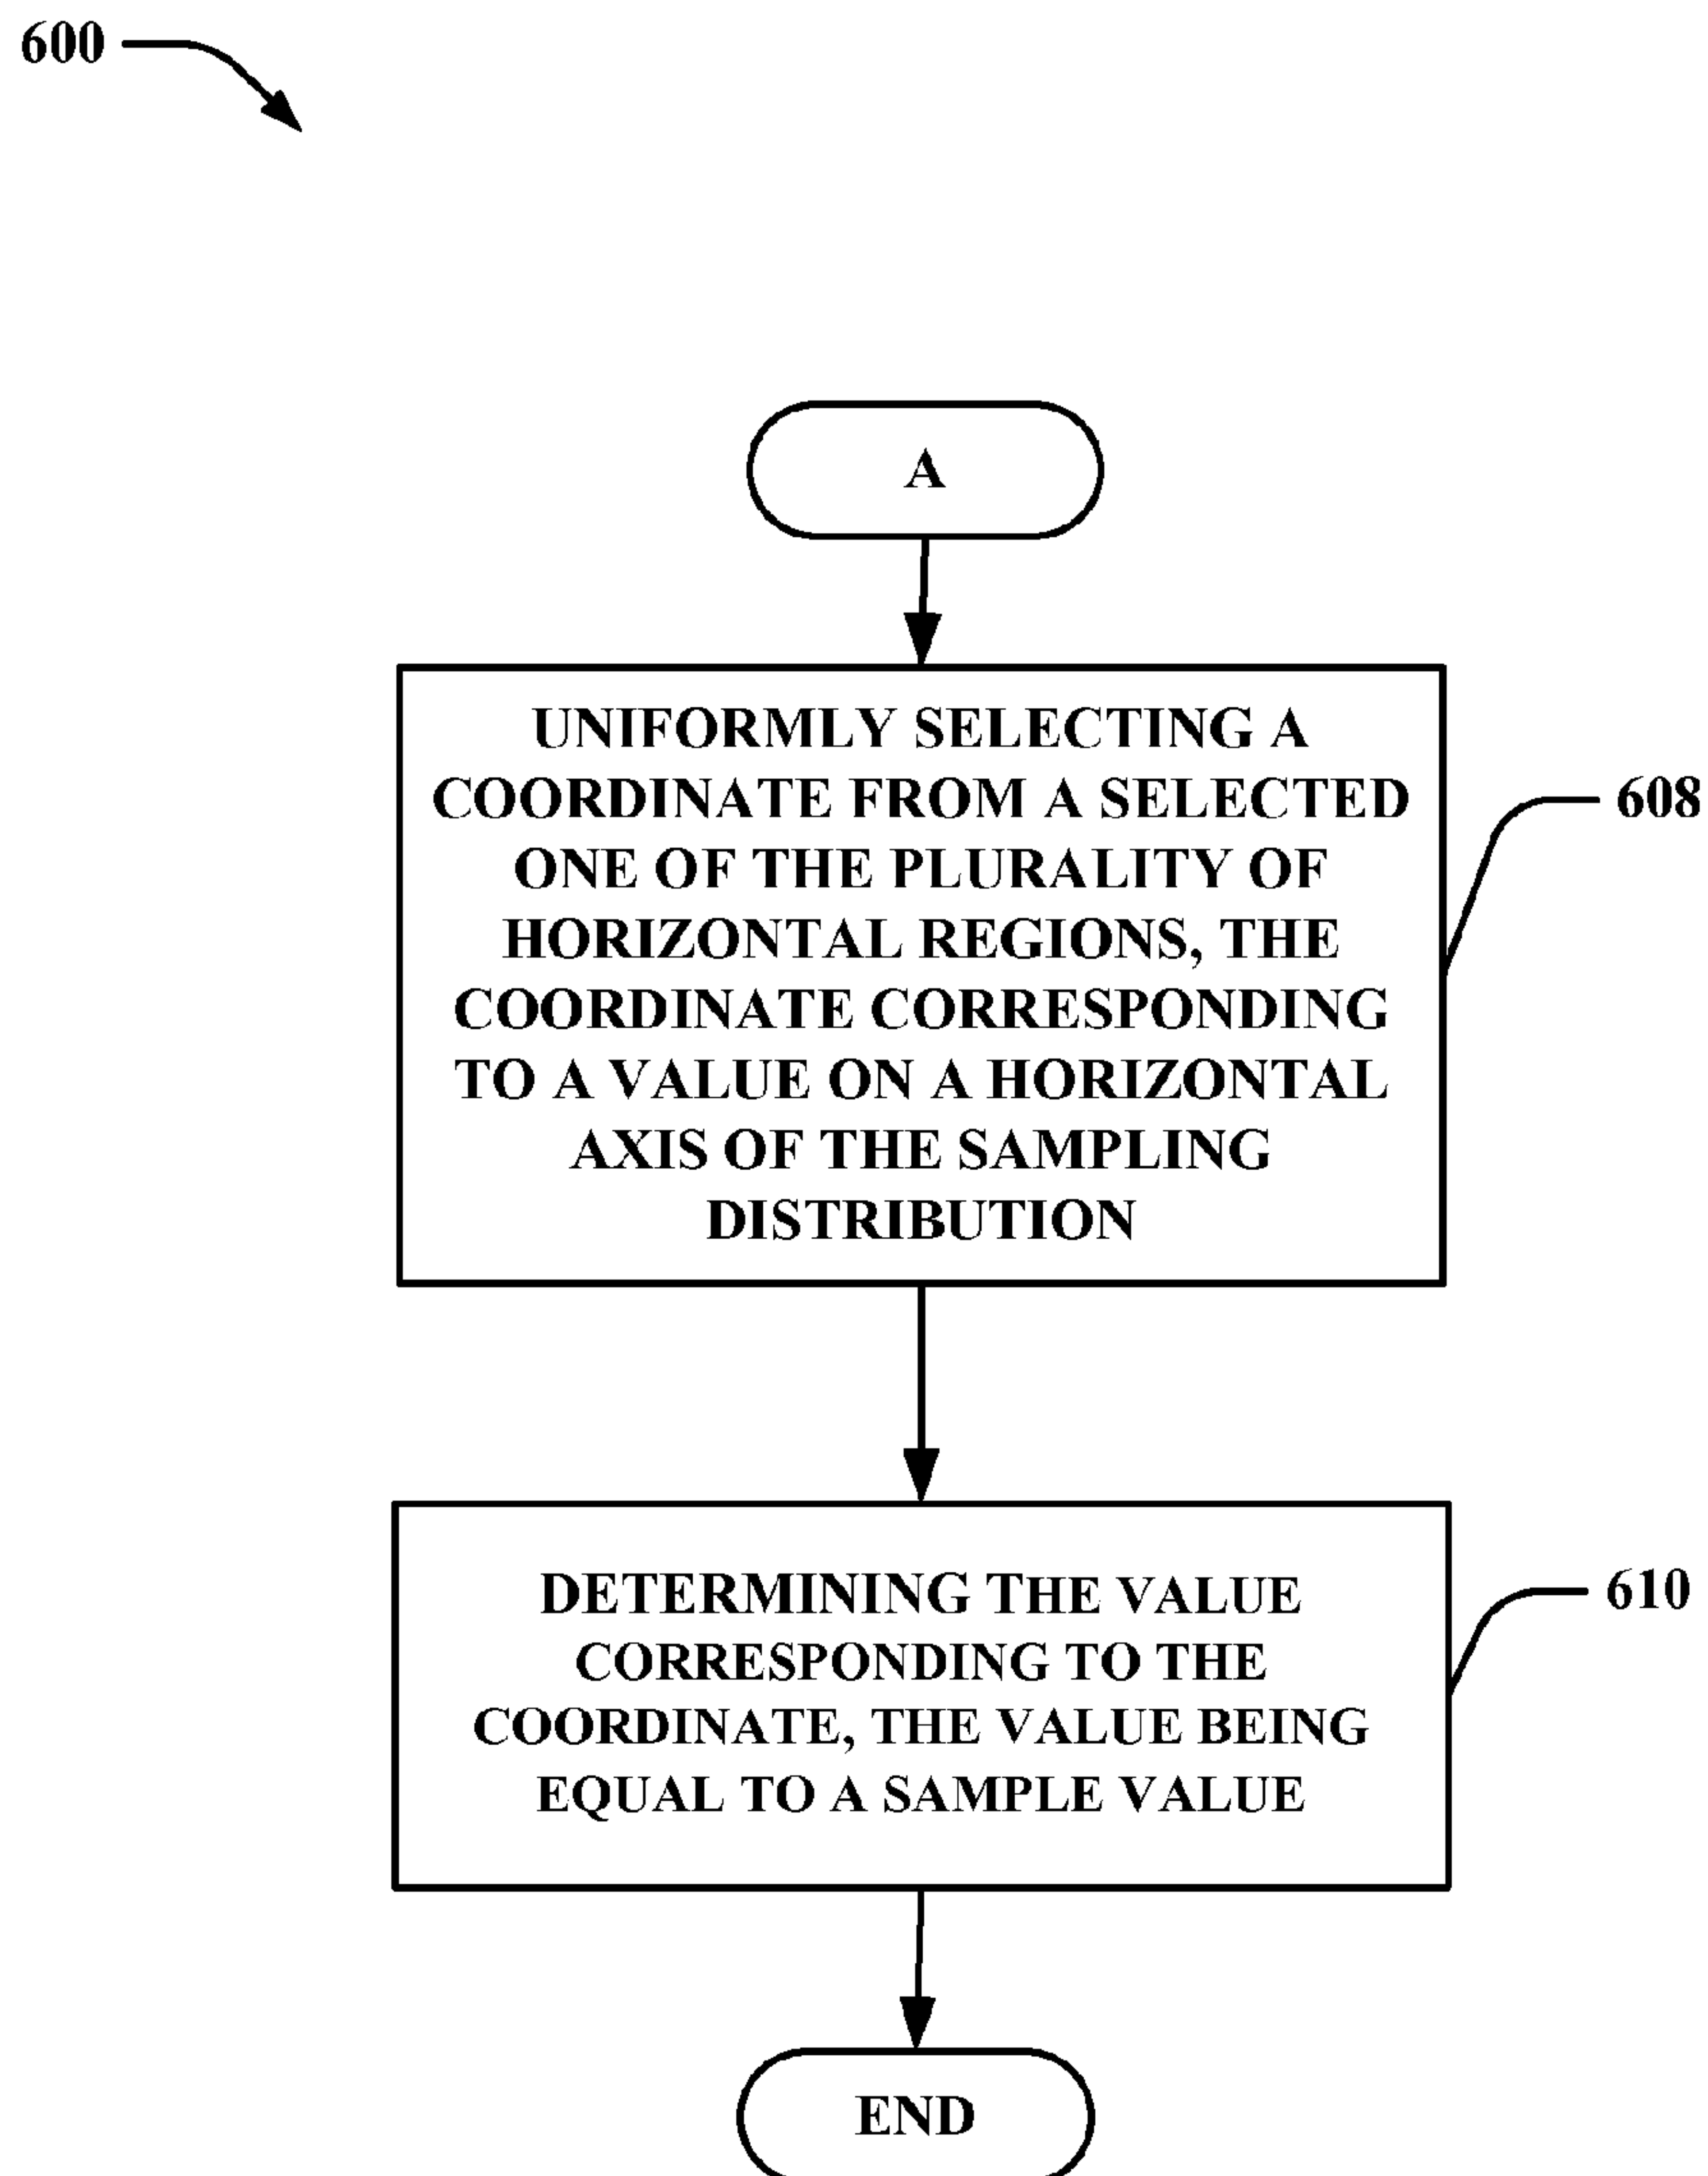 600
A
UNIFORMLY SELECTING A
COORDINATE FROM A SELECTED
ONE OF THE PLURALITY OF
HORIZONTAL REGIONS, THE
COORDINATE CORRESPONDING
TO A VALUE ON A HORIZONTAL
AXIS OF THE SAMPLING
DISTRIBUTION
608
DETERMINING THE VALUE
CORRESPONDING TO THE
COORDINATE, THE VALUE BEING
EQUAL TO A SAMPLE VALUE
610
END